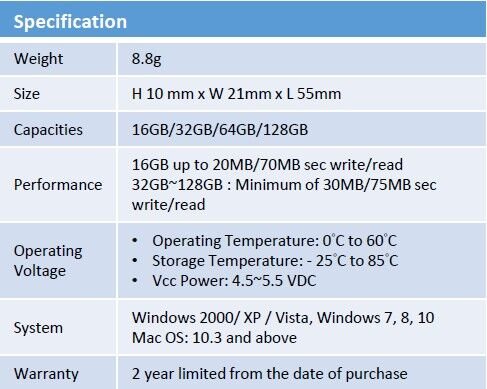 Specification
Weight
8.8g
Size
H 10 mm x W 21mm x L 55mm
Capacities
16GB/32GB/64GB/128GB
Performance
16GB up to 20MB/70MB sec write/read
32GB~128GB : Minimum of 30MB/75MB sec
write/read
Operating
Voltage
• Operating Temperature: 0°C to 60°C
• Storage Temperature: - 25°C to 85°C
• Vcc Power: 4.5~5.5 VDC
System
Windows 2000/ XP / Vista, Windows 7, 8, 10
Mac OS: 10.3 and above
Warranty
2 year limited from the date of purchase